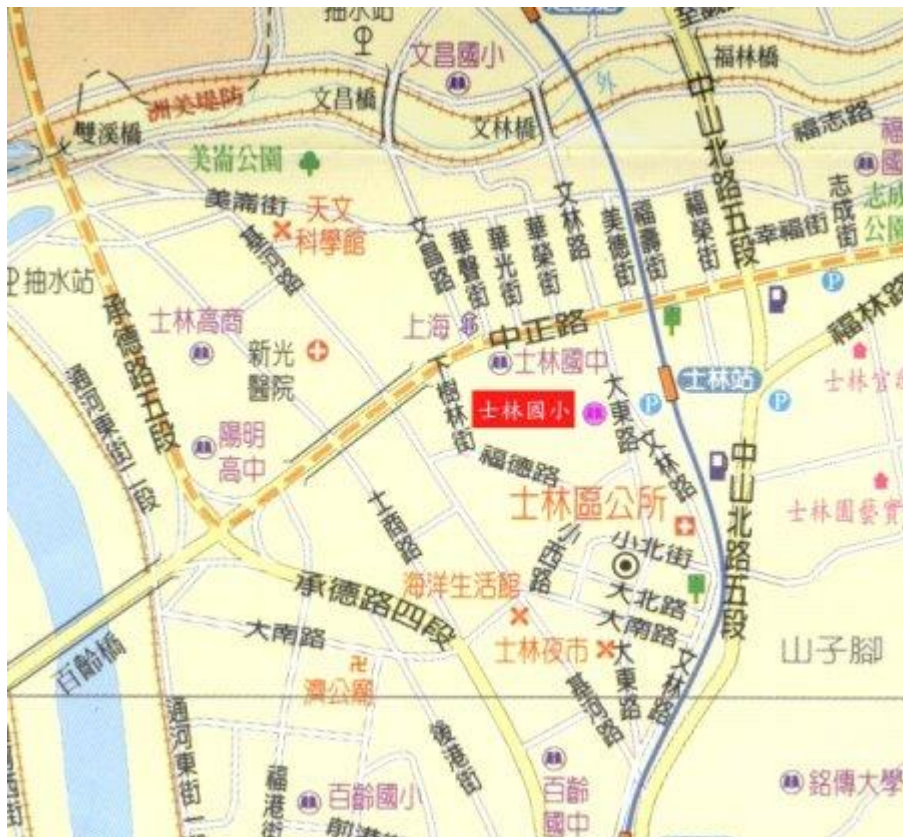 抽水站
文昌國小
福林橋
中山北路五段
外
洲美堤防
文昌橋
文林橋
雙溪橋
福志路
美崙公園
美崙街
天文
科學館
基河路
文昌路
華聲街
華光街
華榮街
文林路
美德街
福壽街
福榮街
幸福街
志成街
志成
公園
抽水站
承德路五段
士林高商
新光
醫院
上海
中正路
士林國中
福林路
士林站
下樹林街
士林國小
大東路
通河東街二段
陽明
高中
福德路
文林路
中山北路五段
士林區公所
士商路
小西路
小北街
海洋生活館
大北路
承德路四段
大南路
大南路
士林夜市
大東路
文林路
山子腳
百齡橋
濟公廟
基河路
通河東街一
後港街
福港街
百齡國小
百齡
國中
銘傳大學
前港街